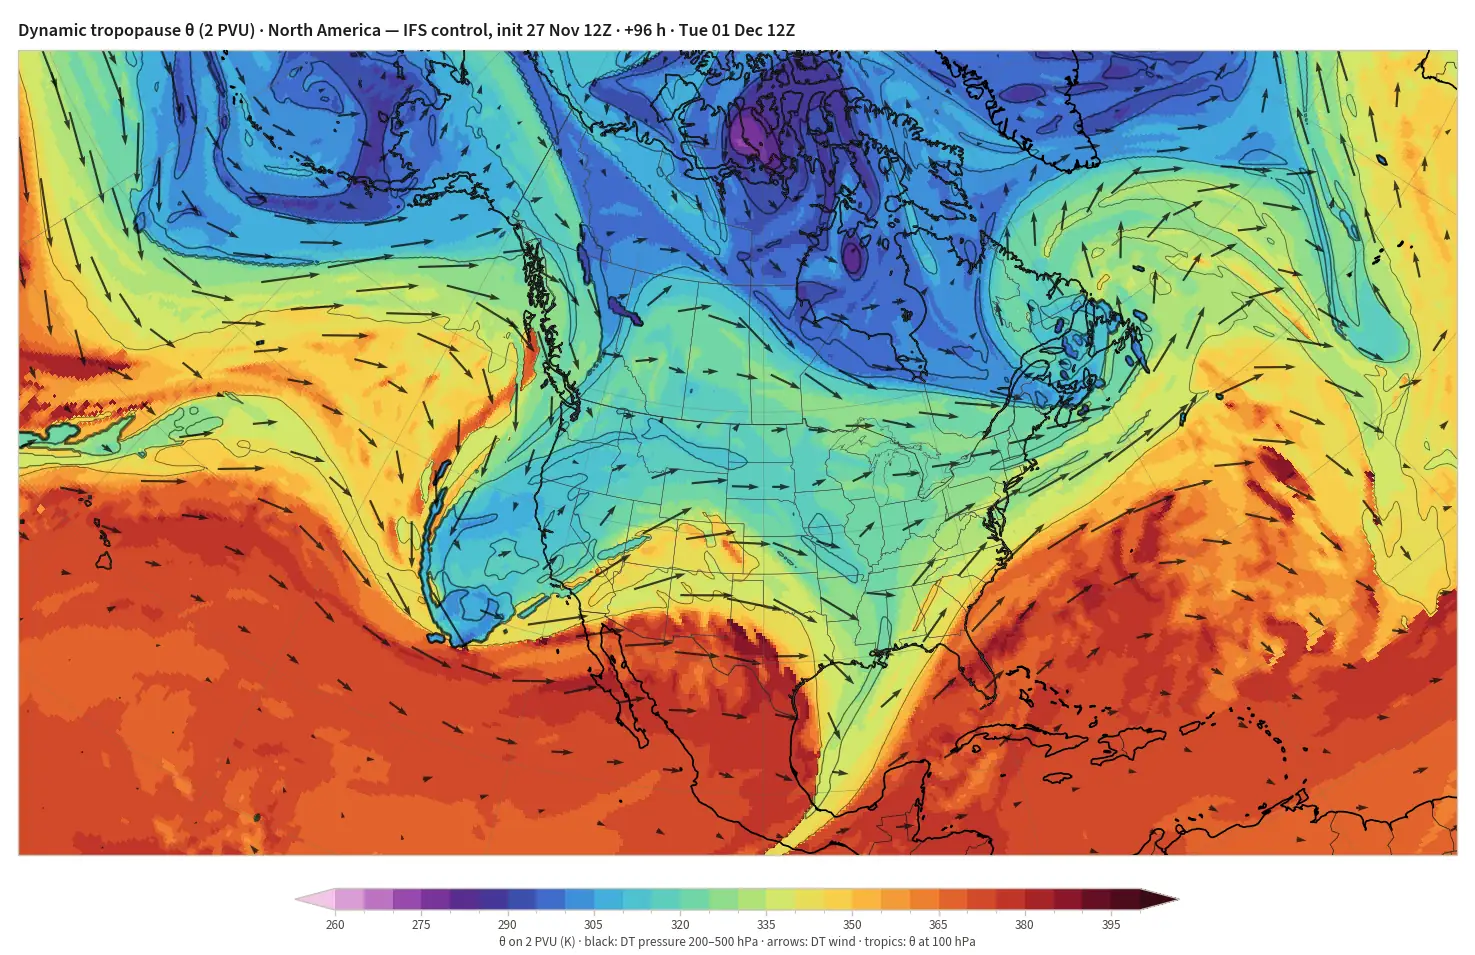 Dynamic tropopause θ (2 PVU) · North America — IFS control, init 27 Nov 12Z · +96 h · Tue 01 Dec 12Z
260 275 290 305 320 335 350 365 380 395
θ on 2 PVU (K) · black: DT pressure 200–500 hPa · arrows: DT wind · tropics: θ at 100 hPa